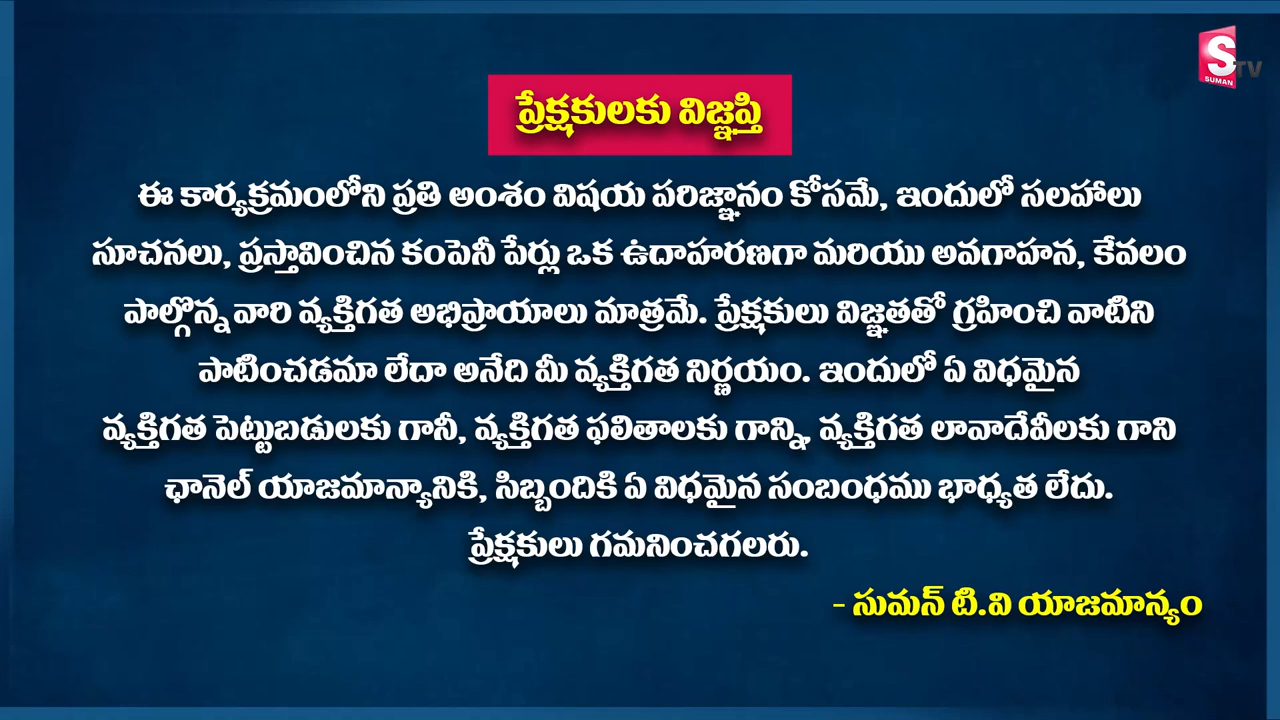 S
TV
SUMAN
ప్రేక్షకులకు విజ్ఞప్తి
ఈ కార్యక్రమంలోని ప్రతి అంశం విషయ పరిజ్ఞానం కోసమే, ఇందులో సలహాలు
సూచనలు, ప్రస్తావించిన కంపెనీ పేర్లు ఒక ఉదాహరణగా మరియు అవగాహన, కేవలం
పాల్గొన్న వారి వ్యక్తిగత అభిప్రాయాలు మాత్రమే. ప్రేక్షకులు విజ్ఞతతో గ్రహించి వాటిని
పాటించడమా లేదా అనేది మీ వ్యక్తిగత నిర్ణయం. ఇందులో ఏ విధమైన
వ్యక్తిగత పెట్టుబడులకు గానీ, వ్యక్తిగత ఫలితాలకు గాన్ని, వ్యక్తిగత లావాదేవీలకు గాని
ఛానెల్ యాజమాన్యానికి, సిబ్బందికి ఏ విధమైన సంబంధము భాధ్యత లేదు.
ప్రేక్షకులు గమనించగలరు.
- సుమన్ టి.వి యాజమాన్యం